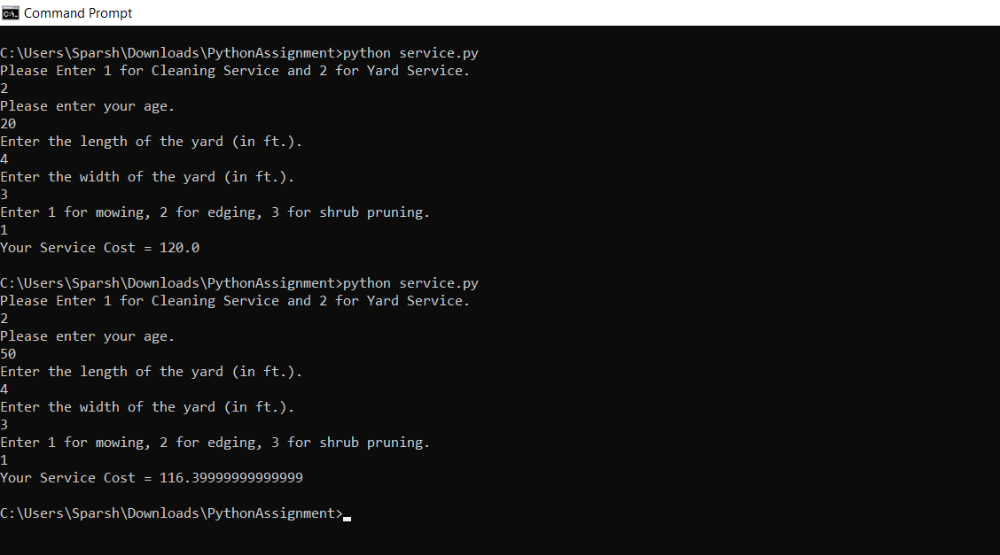 Command Prompt
C:\Users\Sparsh\Downloads\PythonAssignment>python service.py
Please Enter 1 for Cleaning Service and 2 for Yard Service.
2
Please enter your age.
20
Enter the length of the yard (in ft.).
4
Enter the width of the yard (in ft.).
3
Enter 1 for mowing, 2 for edging, 3 for shrub pruning.
1
Your Service Cost = 120.0
C:\Users\Sparsh\Downloads\PythonAssignment>python service.py
Please Enter 1 for Cleaning Service and 2 for Yard Service.
2
Please enter your age.
50
Enter the length of the yard (in ft.).
4
Enter the width of the yard (in ft.).
3
Enter 1 for mowing, 2 for edging, 3 for shrub pruning.
1
Your Service Cost = 116.39999999999999
C:\Users\Sparsh\Downloads\PythonAssignment>